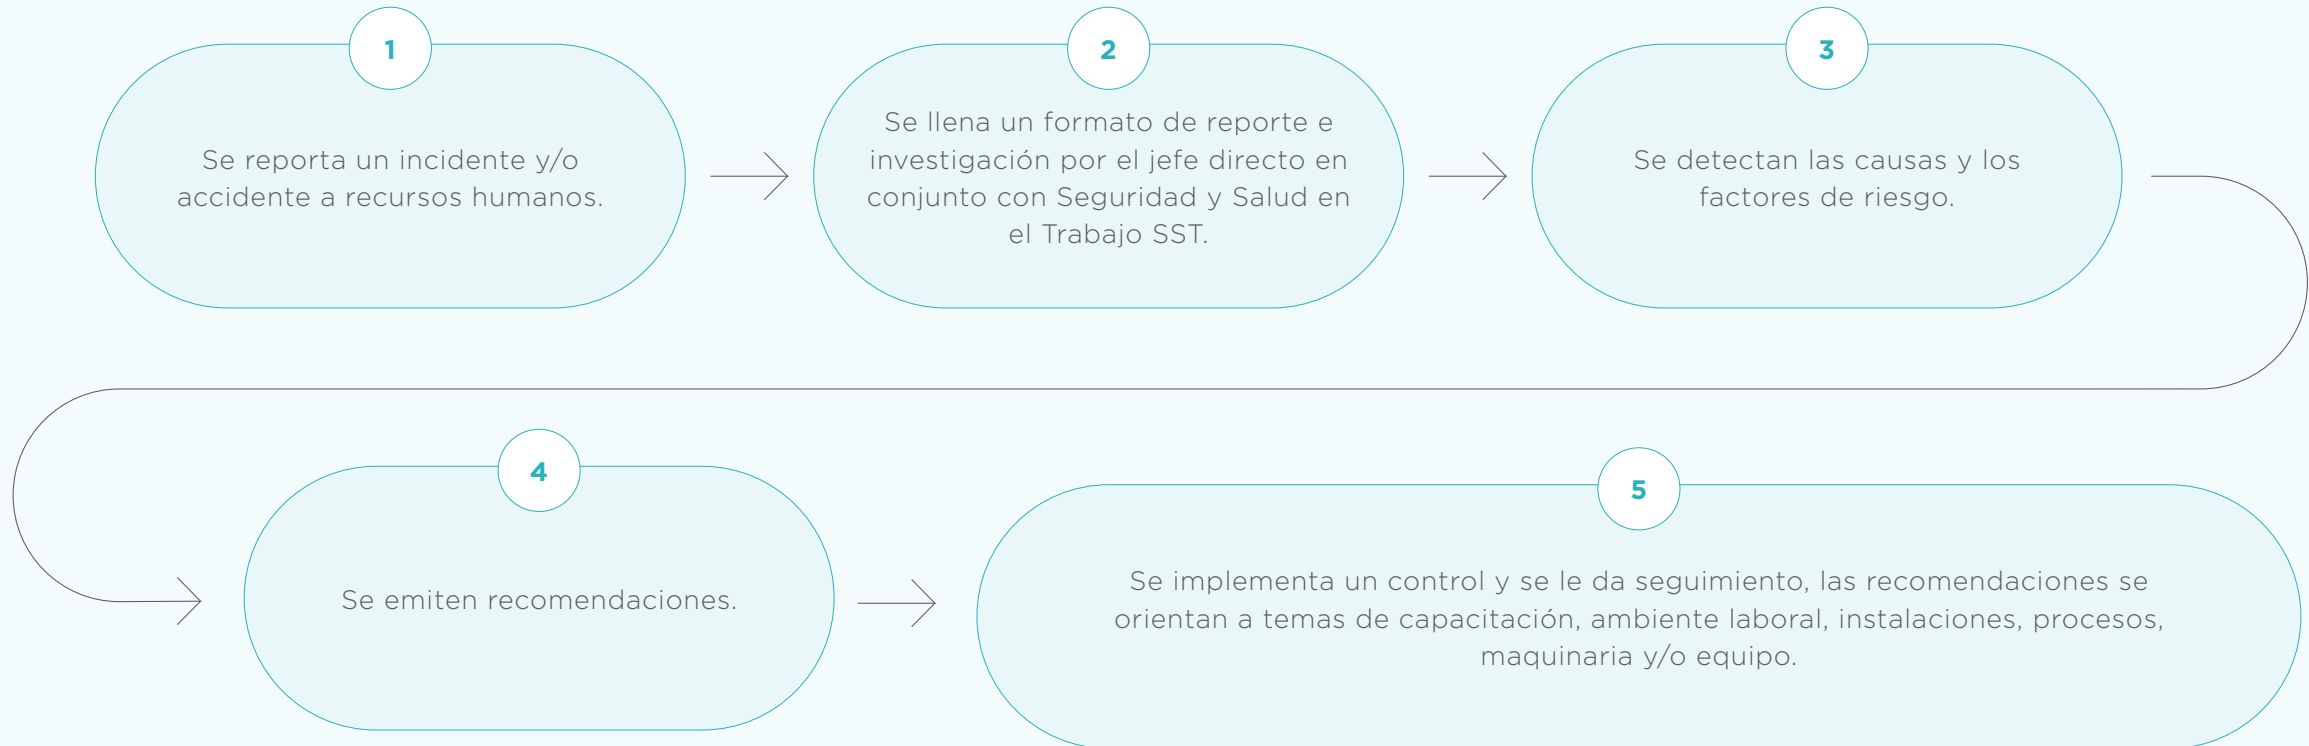 1
Se reporta un incidente y/o
accidente a recursos humanos.
2
Se llena un formato de reporte e
investigación por el jefe directo en
conjunto con Seguridad y Salud en
el Trabajo SST.
3
Se detectan las causas y los
factores de riesgo.
4
Se emiten recomendaciones.
5
Se implementa un control y se le da seguimiento, las recomendaciones se
orientan a temas de capacitación, ambiente laboral, instalaciones, procesos,
maquinaria y/o equipo.